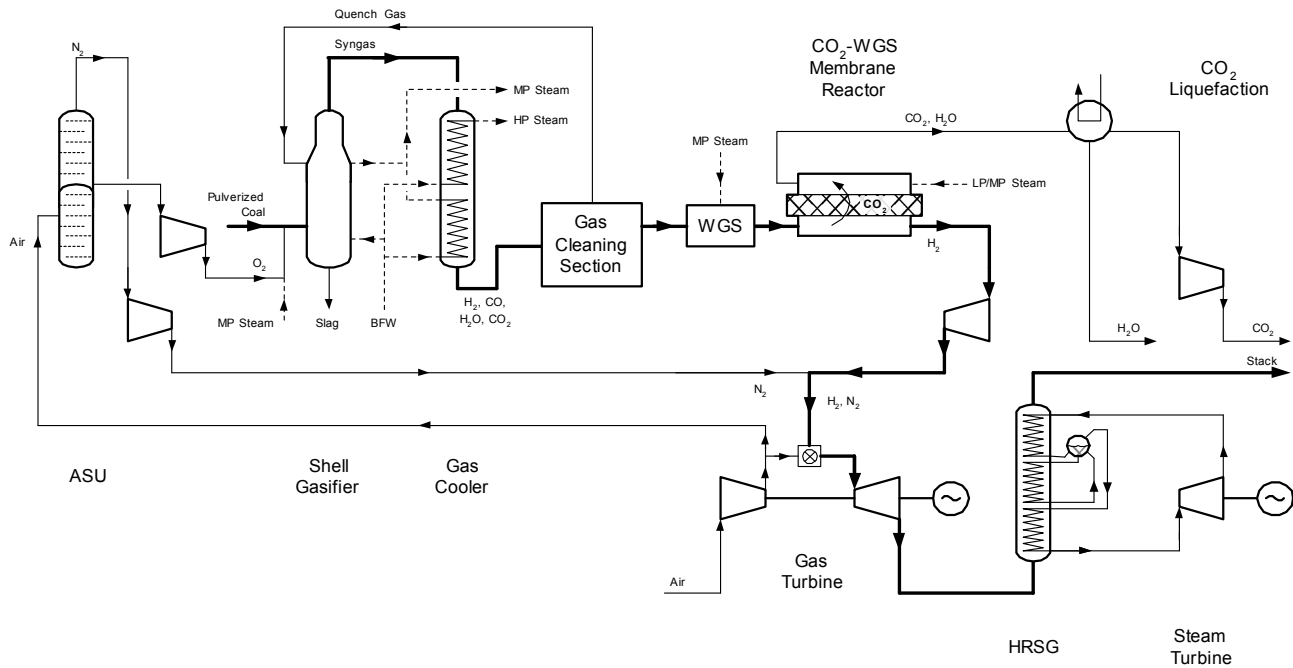 Quench Gas
N₂
Syngas
CO₂-WGS
Membrane
Reactor
CO₂
Liquefaction
MP Steam
HP Steam
CO₂, H₂O
MP Steam
LP/MP Steam
CO₂
Pulverized
Coal
Gas
Cleaning
Section
WGS
Air
H₂
O₂
MP Steam
Slag
BFW
H₂, CO,
H₂O, CO₂
H₂O
CO₂
Stack
N₂
H₂, N₂
ASU
Shell
Gasifier
Gas
Cooler
Gas
Turbine
Air
HRSG
Steam
Turbine